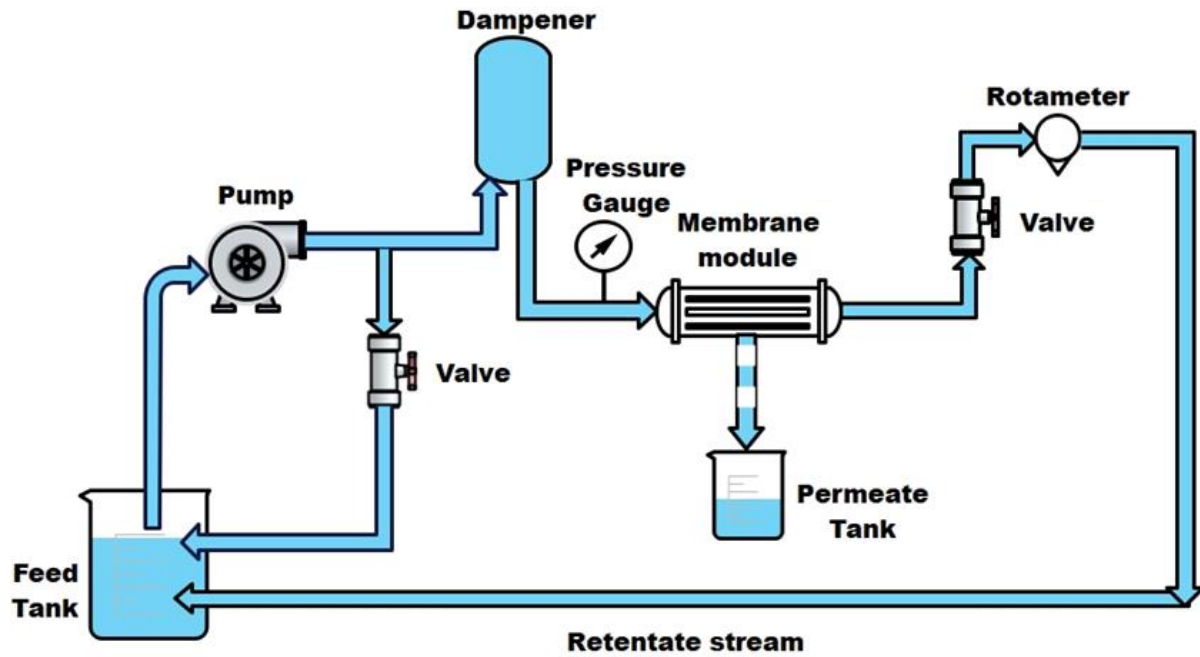 Dampener
Rotameter
Pressure
Gauge
Pump
Membrane
module
Valve
Valve
Permeate
Tank
Feed
Tank
Retentate stream